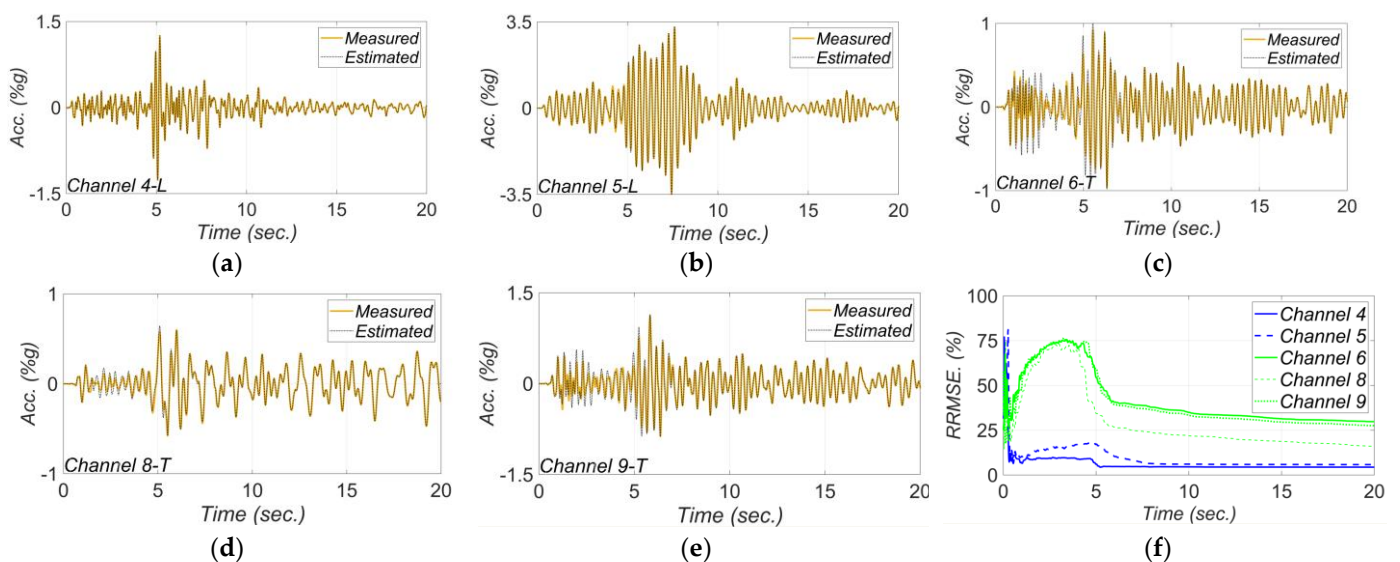 1.5
Measured
Estimated
Acc. (%g)
0
Channel 4-L
-1.5
0 5 10 15 20
Time (sec.)
(a)
3.5
Measured
Estimated
Acc. (%g)
0
Channel 5-L
-3.5
0 5 10 15 20
Time (sec.)
(b)
1
Measured
Estimated
Acc. (%g)
0
Channel 6-T
-1
0 5 10 15 20
Time (sec.)
(c)
1
Measured
Estimated
Acc. (%g)
0
Channel 8-T
-1
0 5 10 15 20
Time (sec.)
(d)
1.5
Measured
Estimated
Acc. (%g)
0
Channel 9-T
-1.5
0 5 10 15 20
Time (sec.)
(e)
100
Channel 4
Channel 5
Channel 6
Channel 8
Channel 9
75
RRMSE. (%)
50
25
0
0 5 10 15 20
Time (sec.)
(f)